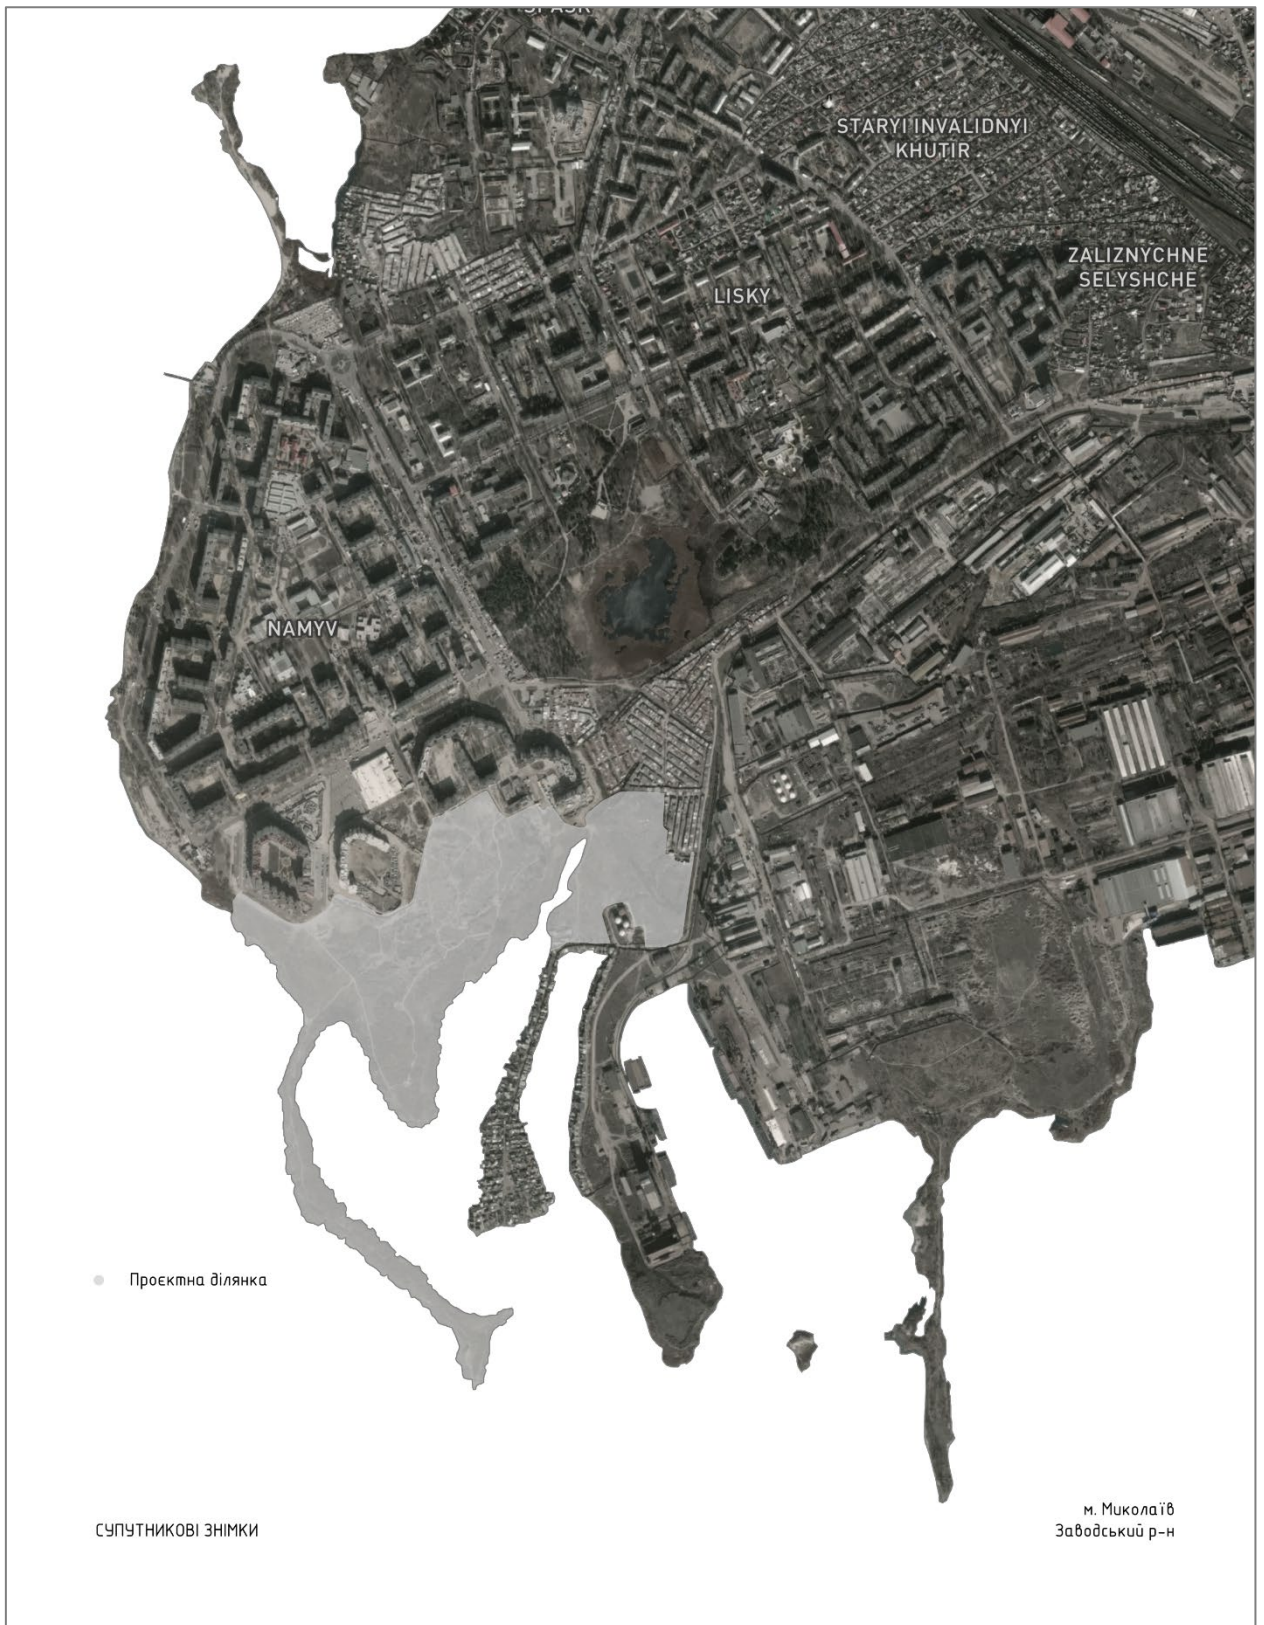 STARYI INVALIDNYI
KHUTIR
ZALIZNYCHNE
SELYSHCHE
LISKY
NAMYV
Проєктна ділянка
СУПУТНИКОВІ ЗНІМКИ
м. Миколаїв
Заводський р-н